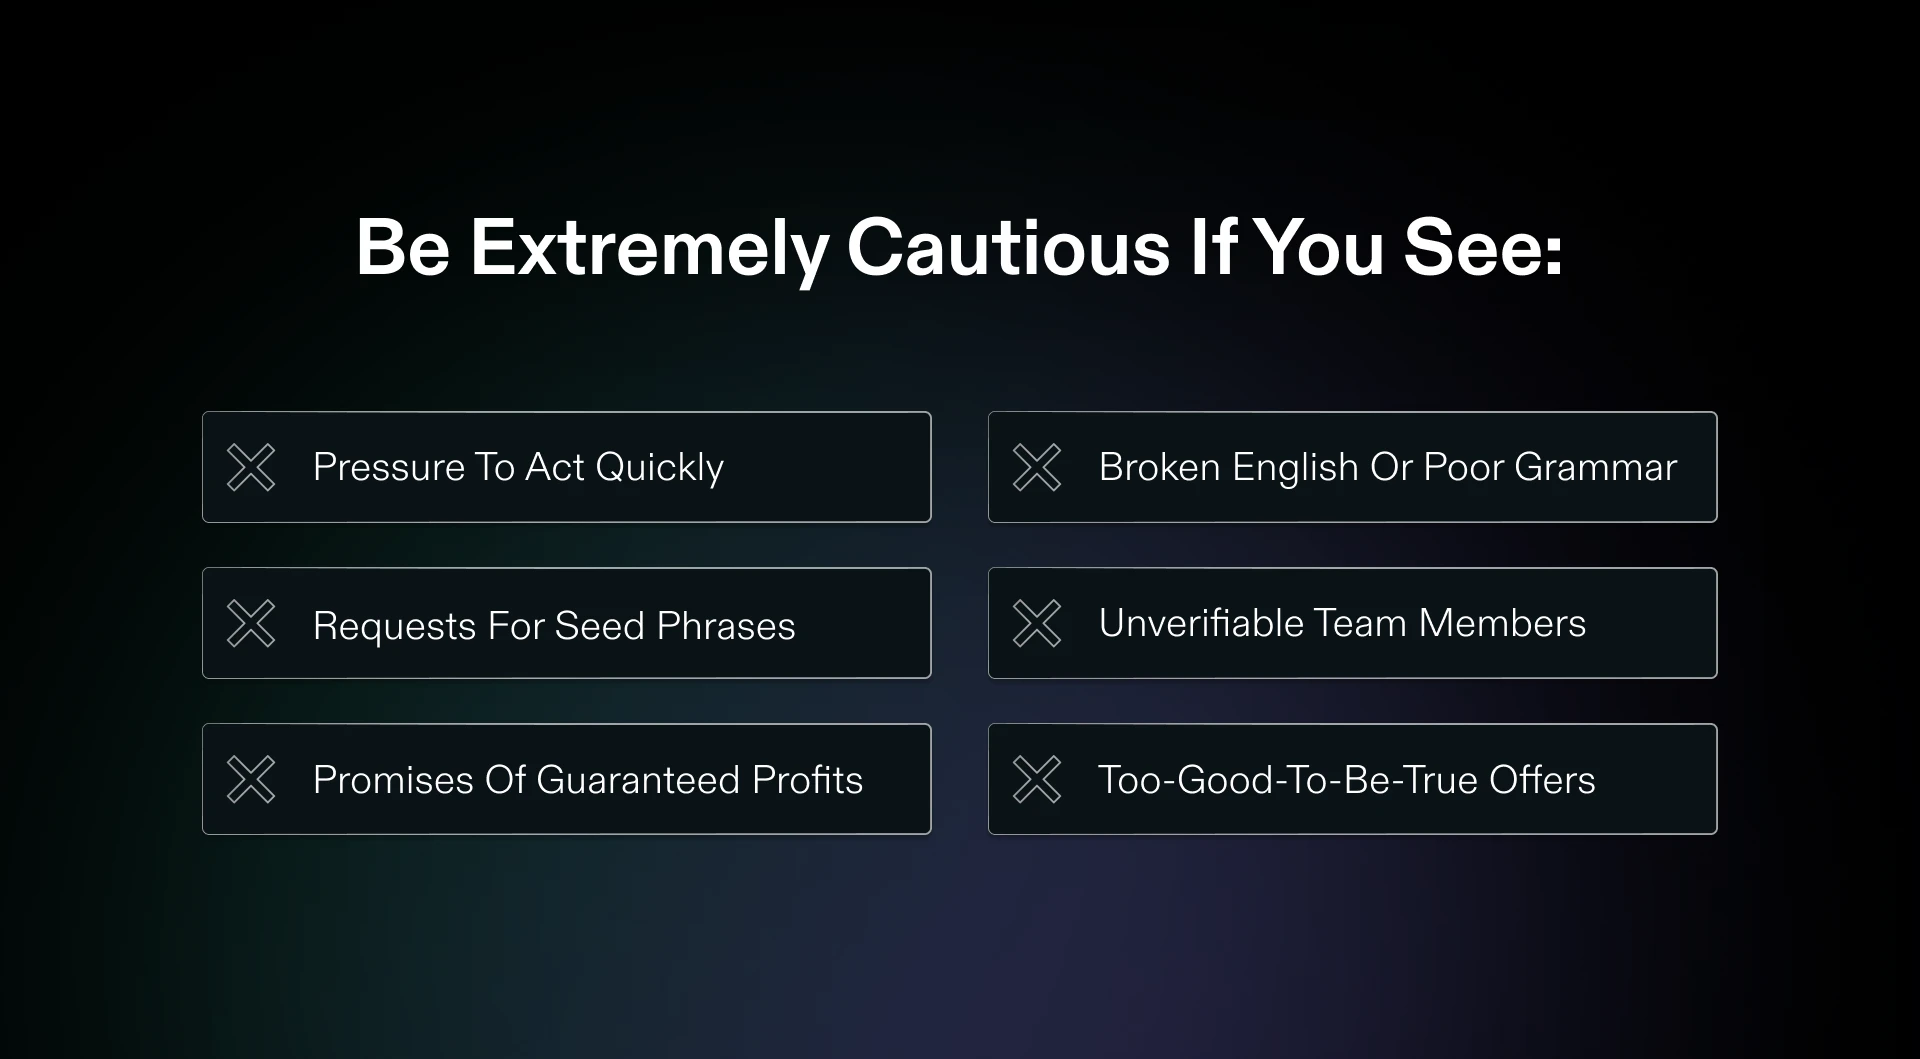 Be Extremely Cautious If You See:
Pressure To Act Quickly
Broken English Or Poor Grammar
Requests For Seed Phrases
Unverifiable Team Members
Promises Of Guaranteed Profits
Too-Good-To-Be-True Offers